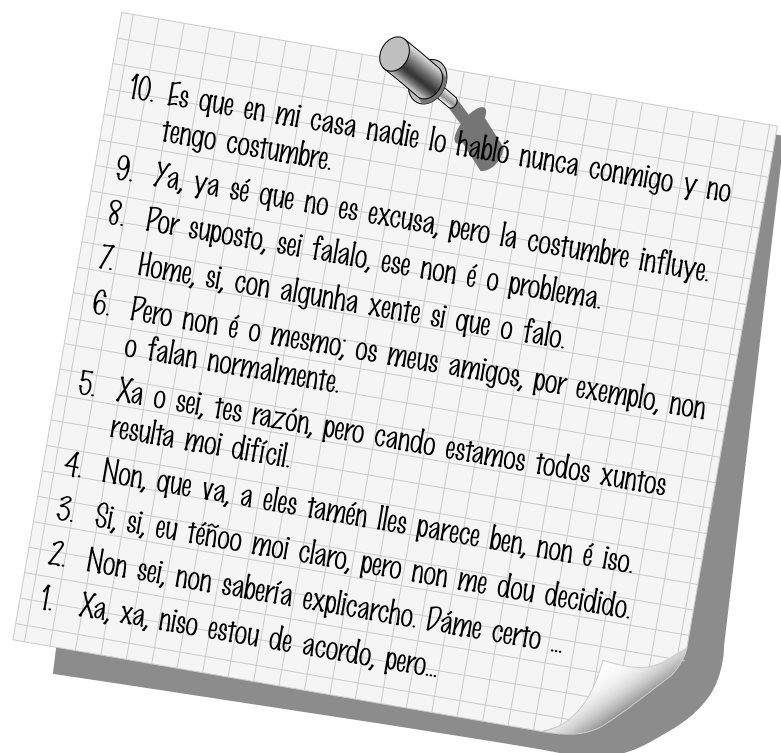 10. Es que en mi casa nadie lo habló nunca conmigo y no
tengo costumbre.
9. Ya, ya sé que no es excusa, pero la costumbre influye.
8. Por suposto, sei falalo, ese non é o problema.
7. Home, si, con algunha xente si que o falo.
6. Pero non é o mesmo; os meus amigos, por exemplo, non
o falan normalmente.
5. Xa o sei, tes razón, pero cando estamos todos xuntos
resulta moi difícil.
4. Non, que va, a eles tamén lles parece ben, non é iso.
3. Si, si, eu téñoo moi claro, pero non me dou decidido.
2. Non sei, non sabería explicarcho. Dáme certo ...
1. Xa, xa, niso estou de acordo, pero...